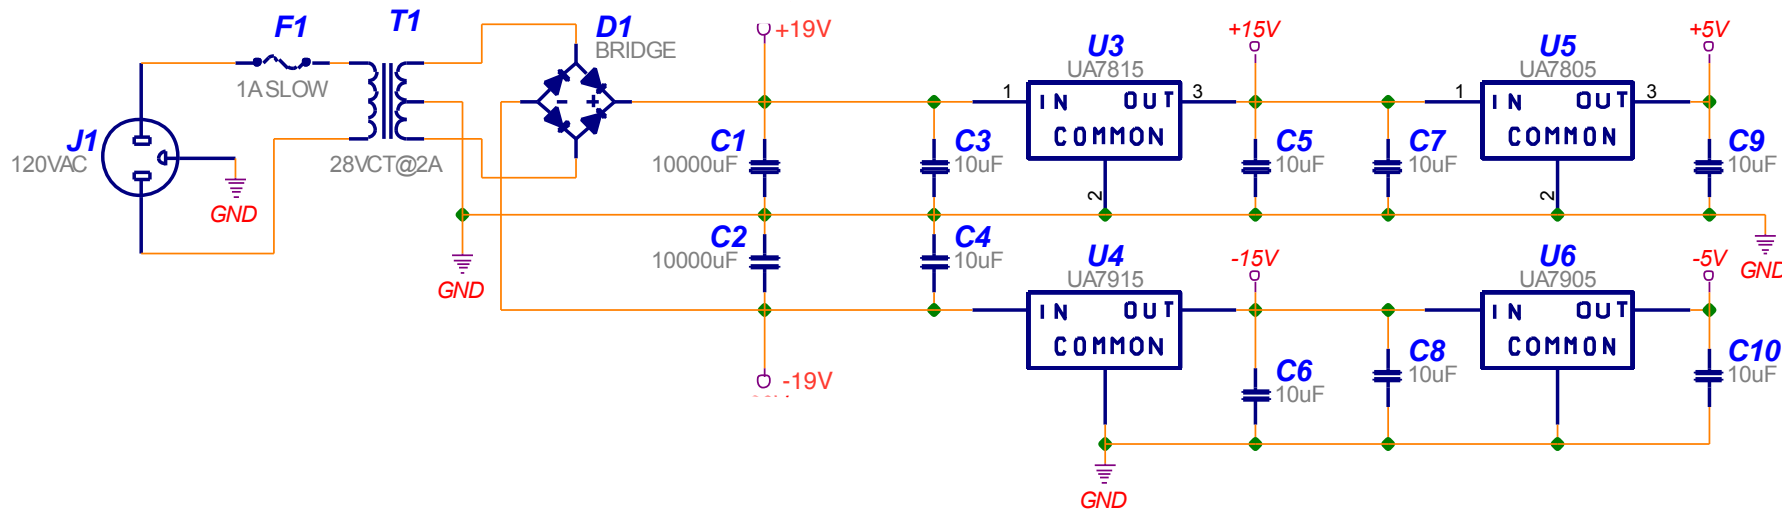 F1
T1
D1
BRIDGE
+19V
U3
UA7815
+15V
U5
UA7805
+5V
1A SLOW
- +
1
IN OUT
COMMON
3
1
IN OUT
COMMON
3
J1
120VAC
28VCT@2A
C1
10000uF
C3
10uF
C5
10uF
C7
10uF
C9
10uF
2
2
GND
C2
10000uF
C4
10uF
GND
U4
UA7915
-15V
U6
UA7905
-5V
GND
IN OUT
COMMON
IN OUT
COMMON
-19V
C6
10uF
C8
10uF
C10
10uF
GND